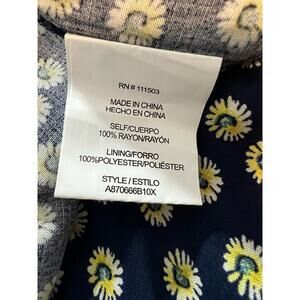 RN # 111503
MADE IN CHINA
HECHO EN CHINA
SELF/CUERPO
100% RAYON/RAYÓN
LINING/FORRO
100%POLYESTER/POLIÉSTER
STYLE / ESTILO
A870666B10X